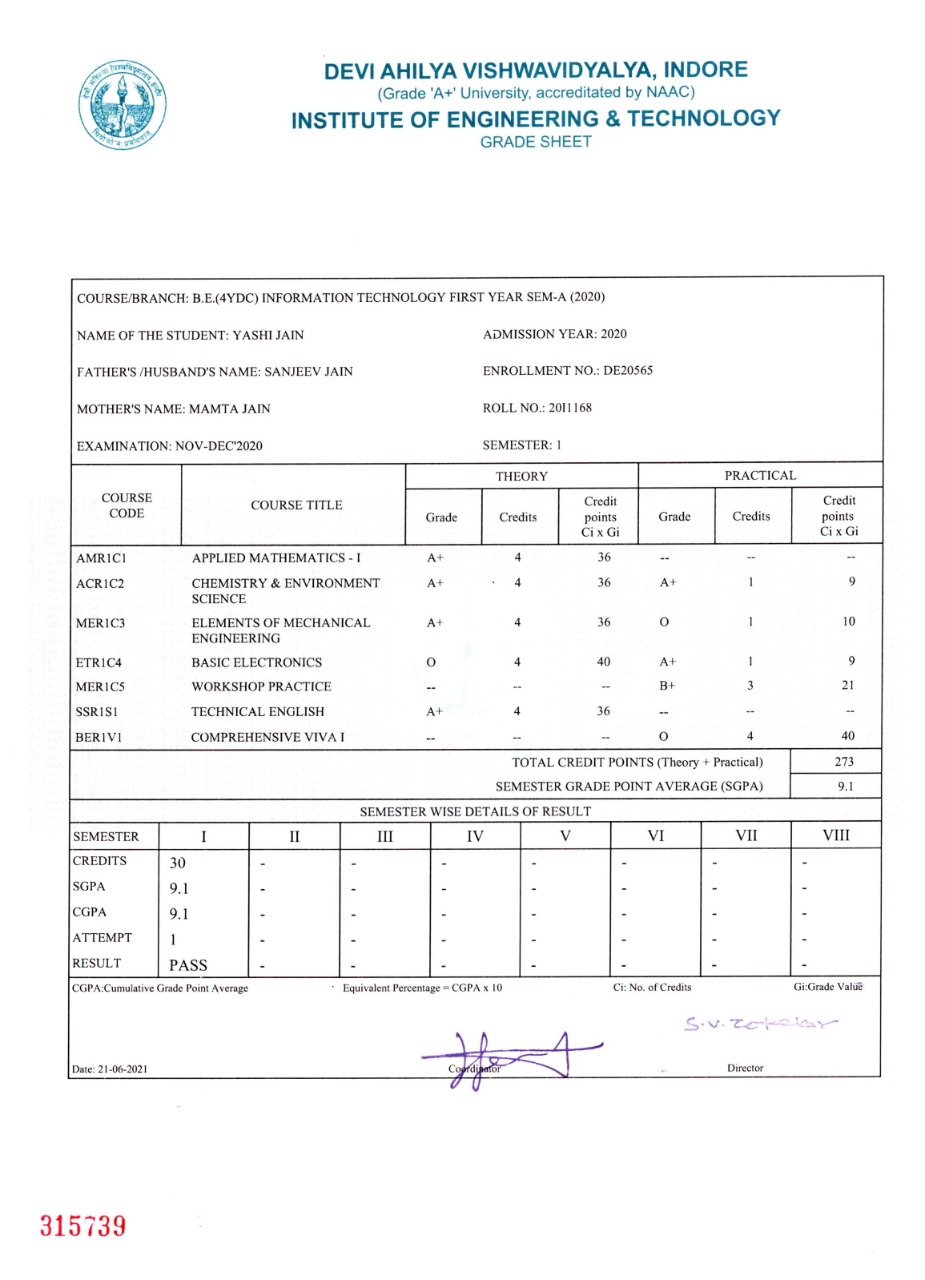 DEVI AHILYA VISHWAVIDYALYA, INDORE
(Grade 'A+' University, accreditated by NAAC)
INSTITUTE OF ENGINEERING & TECHNOLOGY
GRADE SHEET
COURSE/BRANCH: B.E.(4YDC) INFORMATION TECHNOLOGY FIRST YEAR SEM-A (2020)
NAME OF THE STUDENT: YASHI JAIN ADMISSION YEAR: 2020
FATHER'S /HUSBAND'S NAME: SANJEEV JAIN ENROLLMENT NO.: DE20565
MOTHER'S NAME: MAMTA JAIN ROLL NO.: 20I1168
EXAMINATION: NOV-DEC'2020 SEMESTER: 1
COURSE CODE COURSE TITLE THEORY PRACTICAL
Grade Credits Credit points Ci x Gi Grade Credits Credit points Ci x Gi
AMR1C1 APPLIED MATHEMATICS - I A+ 4 36 -- -- --
ACR1C2 CHEMISTRY & ENVIRONMENT A+ 4 36 A+ 1 9
SCIENCE
MER1C3 ELEMENTS OF MECHANICAL A+ 4 36 O 1 10
ENGINEERING
ETR1C4 BASIC ELECTRONICS O 4 40 A+ 1 9
MER1C5 WORKSHOP PRACTICE -- -- -- B+ 3 21
SSR1S1 TECHNICAL ENGLISH A+ 4 36 -- -- --
BER1V1 COMPREHENSIVE VIVA I -- -- -- O 4 40
TOTAL CREDIT POINTS (Theory + Practical) 273
SEMESTER GRADE POINT AVERAGE (SGPA) 9.1
SEMESTER WISE DETAILS OF RESULT
SEMESTER I II III IV V VI VII VIII
CREDITS 30 - - - - - - -
SGPA 9.1 - - - - - - -
CGPA 9.1 - - - - - - -
ATTEMPT 1 - - - - - - -
RESULT PASS - - - - - - -
CGPA:Cumulative Grade Point Average Equivalent Percentage = CGPA x 10 Ci: No. of Credits Gi:Grade Value
Date: 21-06-2021 Coordinator Director
315739